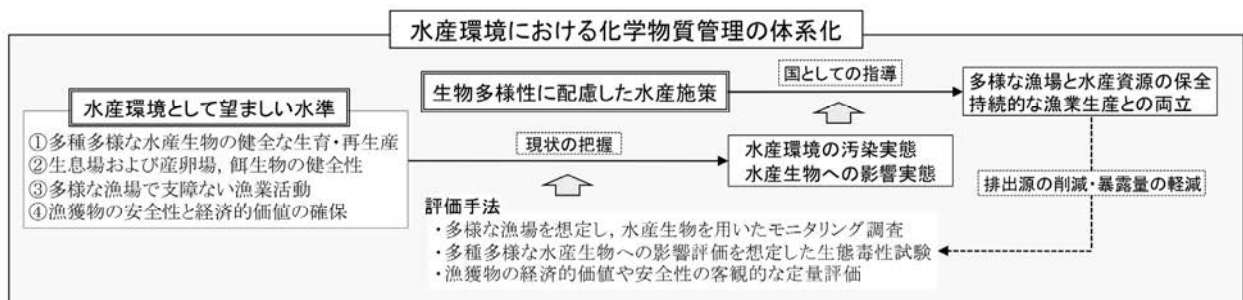 水産環境における化学物質管理の体系化
水産環境として望ましい水準
①多種多様な水産生物の健全な生育・再生産
②生息場および産卵場, 餌生物の健全性
③多様な漁場で支障ない漁業活動
④漁獲物の安全性と経済的価値の確保
生物多様性に配慮した水産施策
国としての指導
多様な漁場と水産資源の保全
持続的な漁業生産との両立
現状の把握
水産環境の汚染実態
水産生物への影響実態
排出源の削減・暴露量の軽減
評価手法
・多様な漁場を想定し, 水産生物を用いたモニタリング調査
・多種多様な水産生物への影響評価を想定した生態毒性試験
・漁獲物の経済的価値や安全性の客観的な定量評価